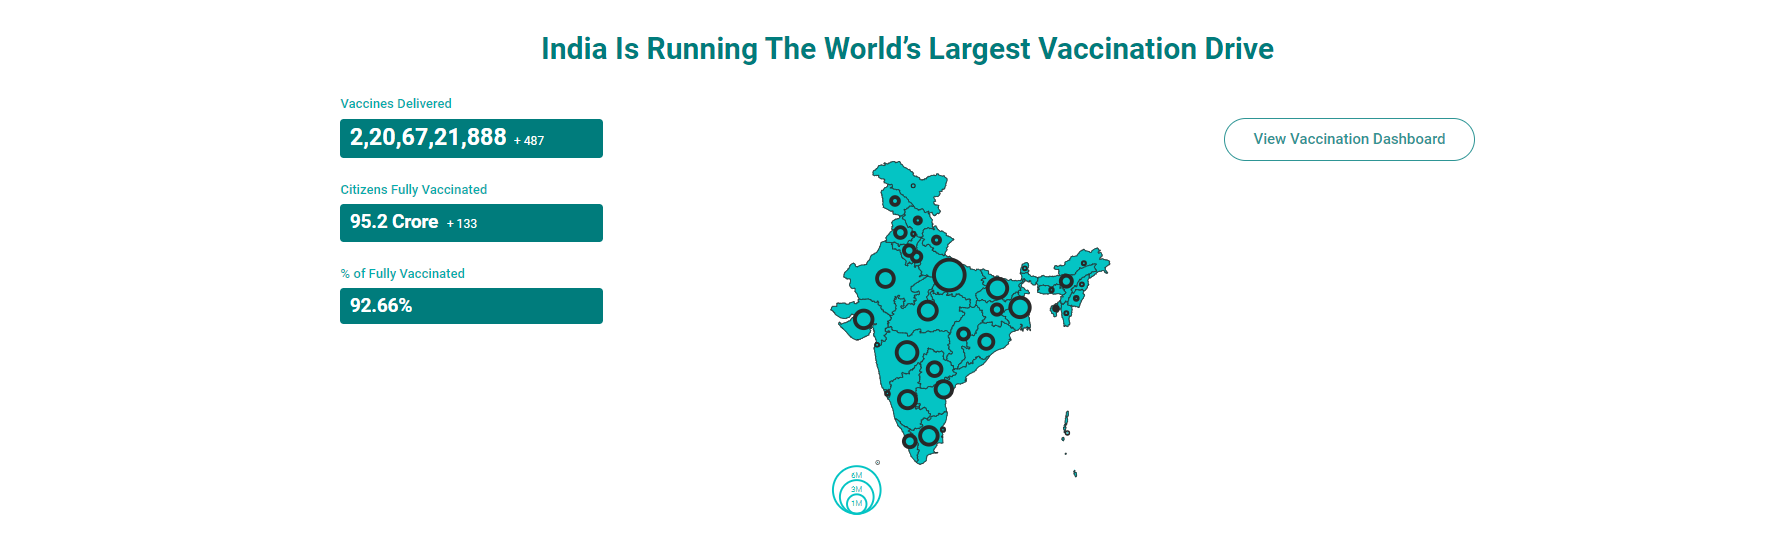 India Is Running The World’s Largest Vaccination Drive
Vaccines Delivered
2,20,67,21,888 + 487
Citizens Fully Vaccinated
95.2 Crore + 133
% of Fully Vaccinated
92.66%
View Vaccination Dashboard
6M
3M
1M